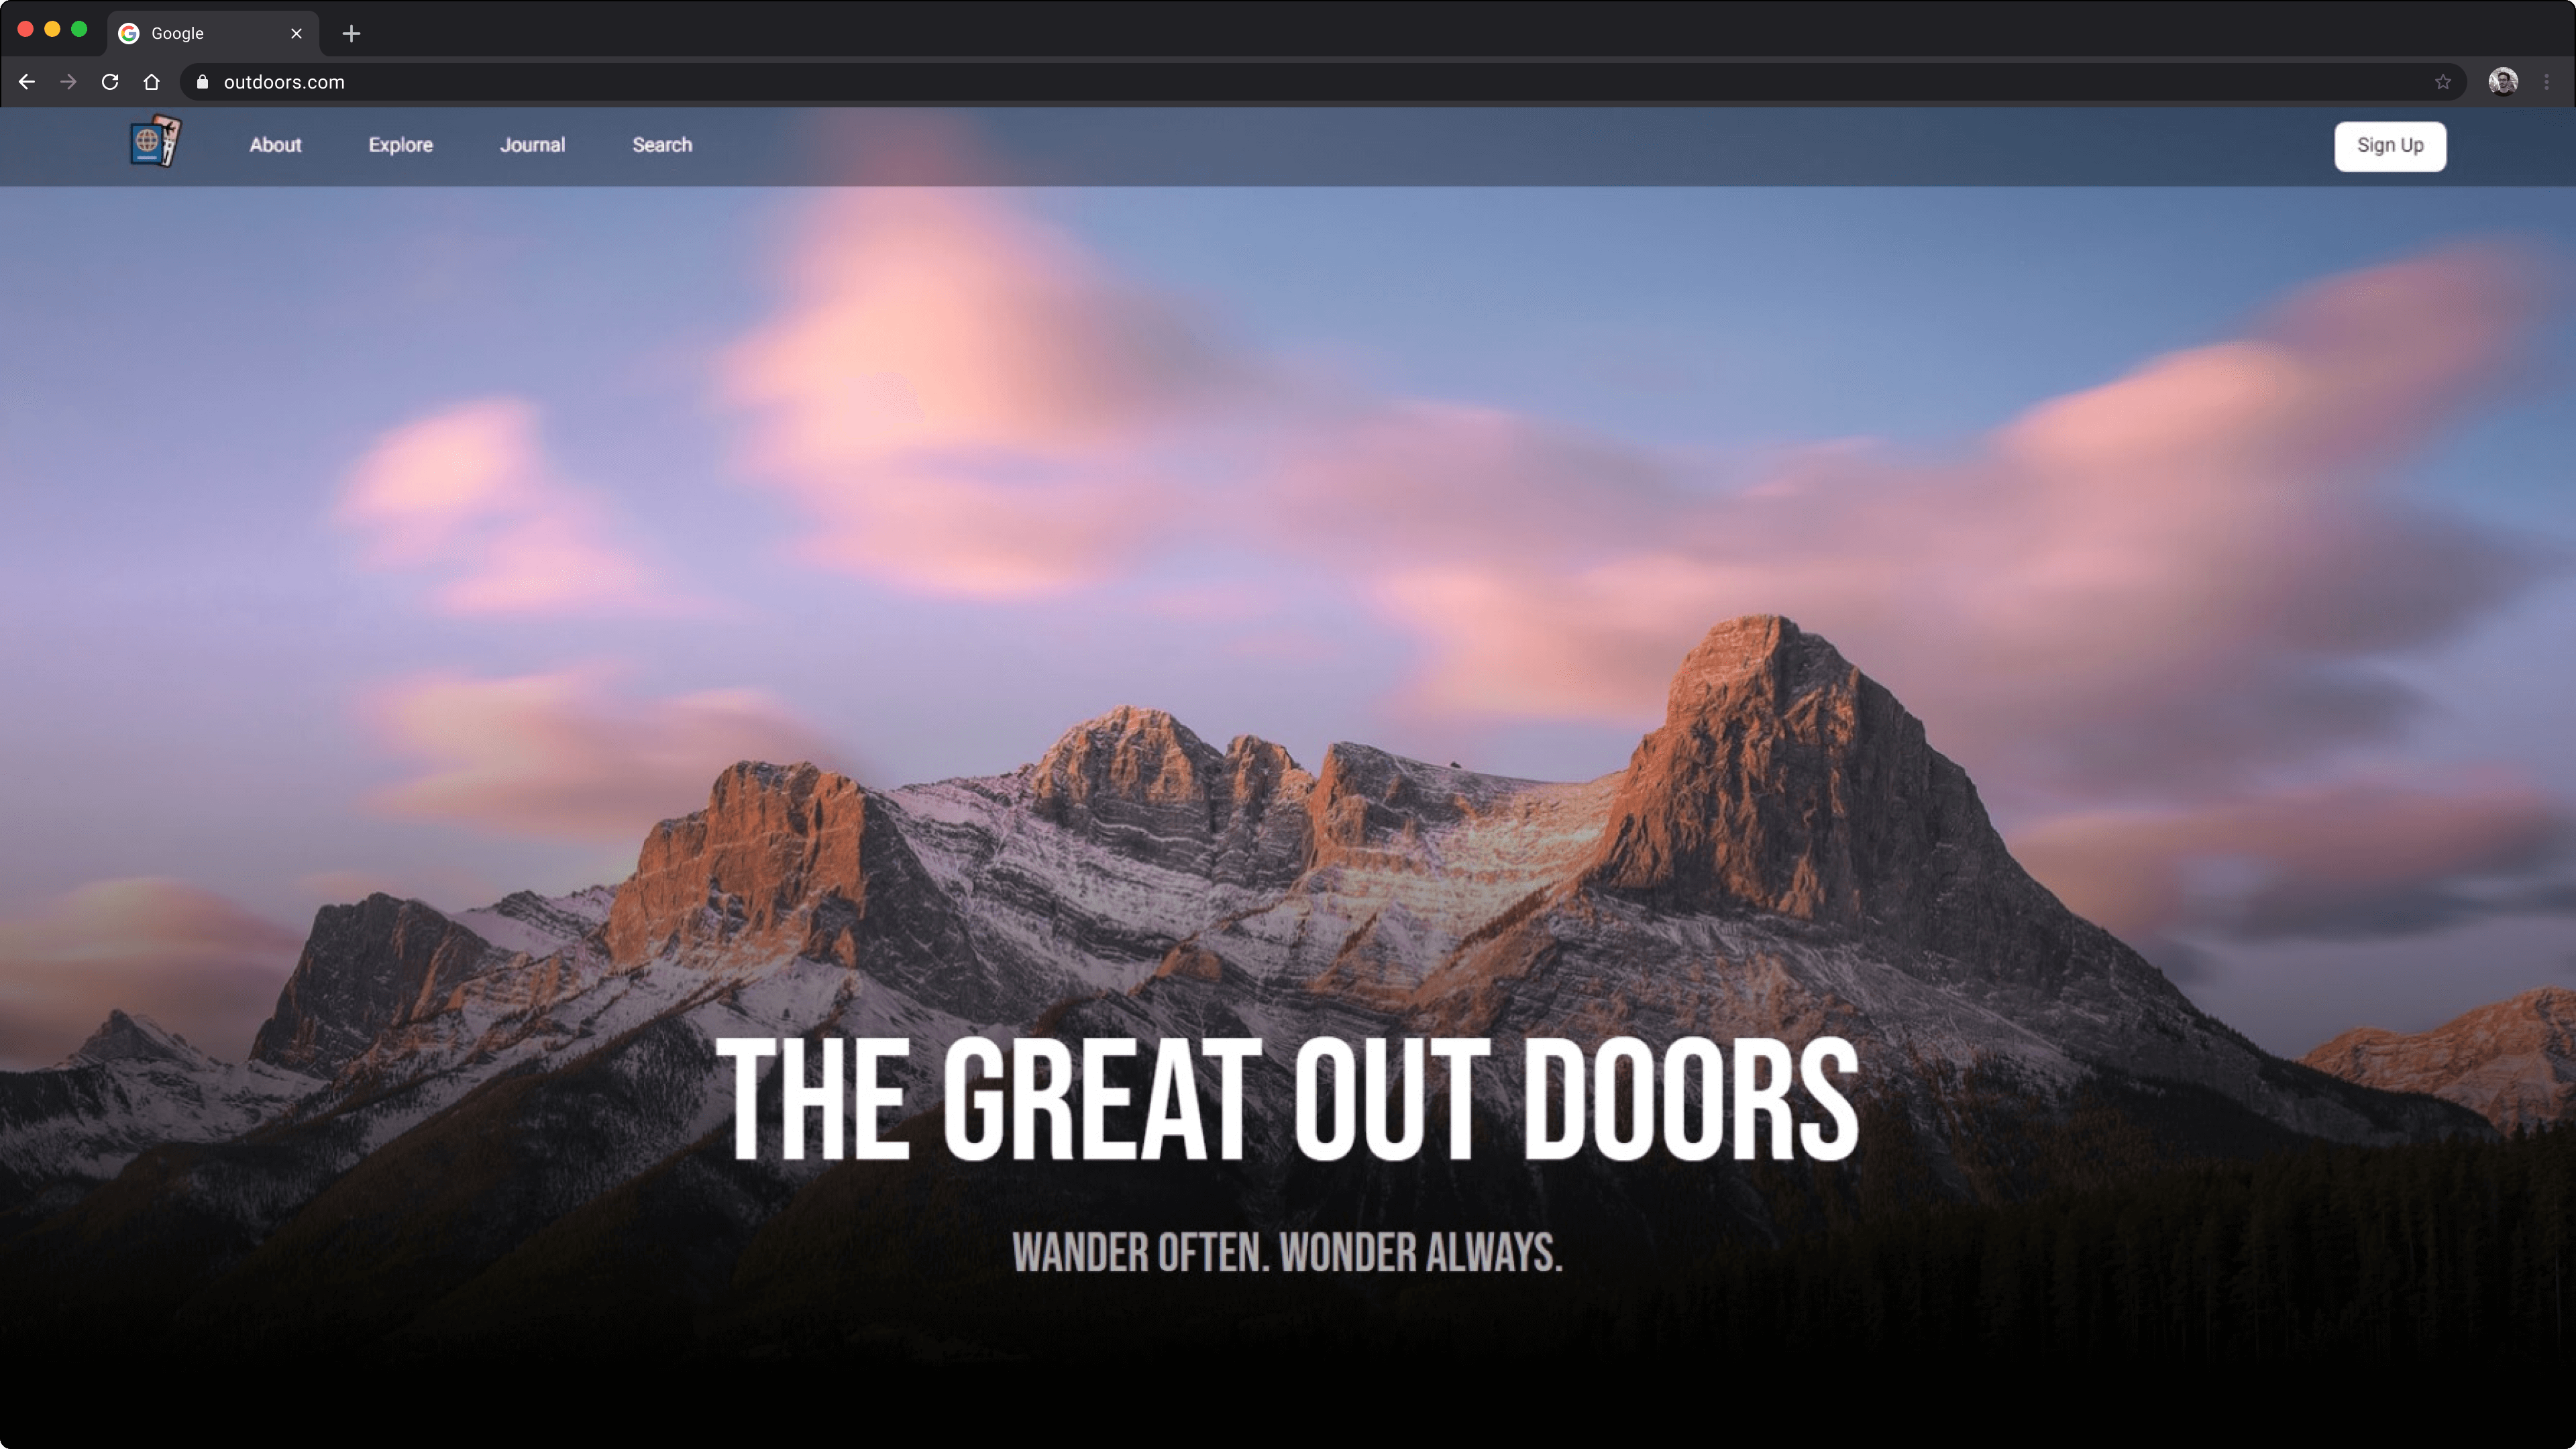 Google
outdoors.com
About Explore Journal Search Sign Up
THE GREAT OUT DOORS
WANDER OFTEN. WONDER ALWAYS.